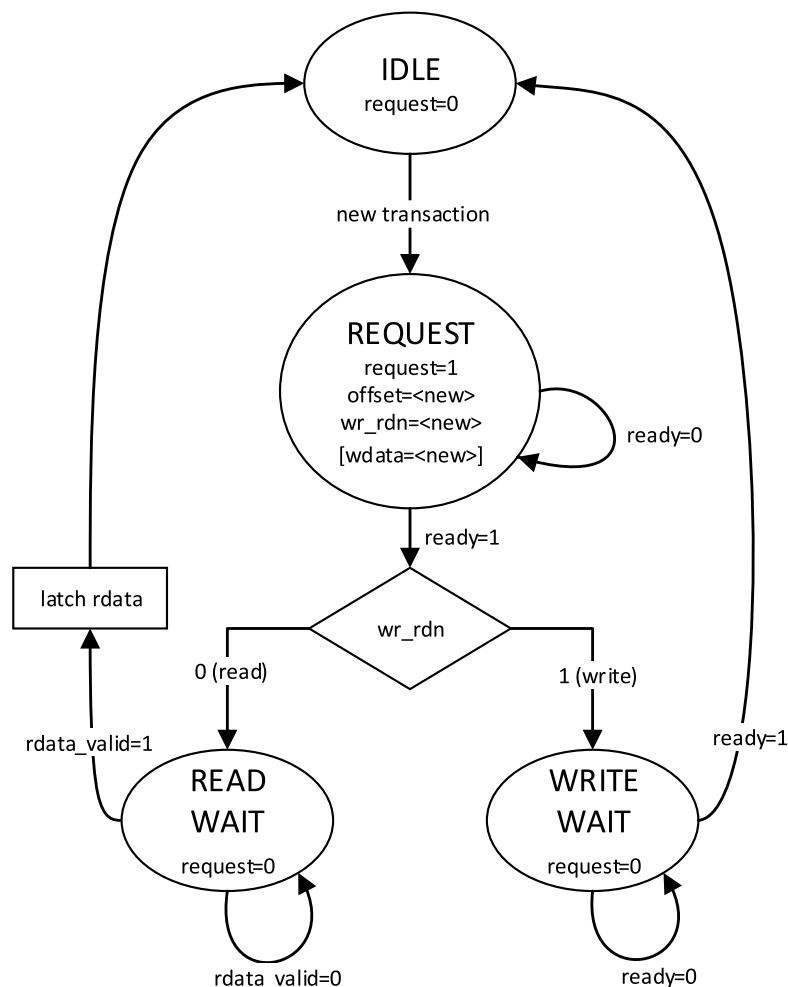 IDLE
request=0
new transaction
REQUEST
request=1
offset=<new>
wr_rdn=<new>
[wdata=<new>]
ready=0
ready=1
latch rdata
wr_rdn
0 (read)
1 (write)
rdata_valid=1
ready=1
READ
WAIT
request=0
WRITE
WAIT
request=0
rdata valid=0
ready=0